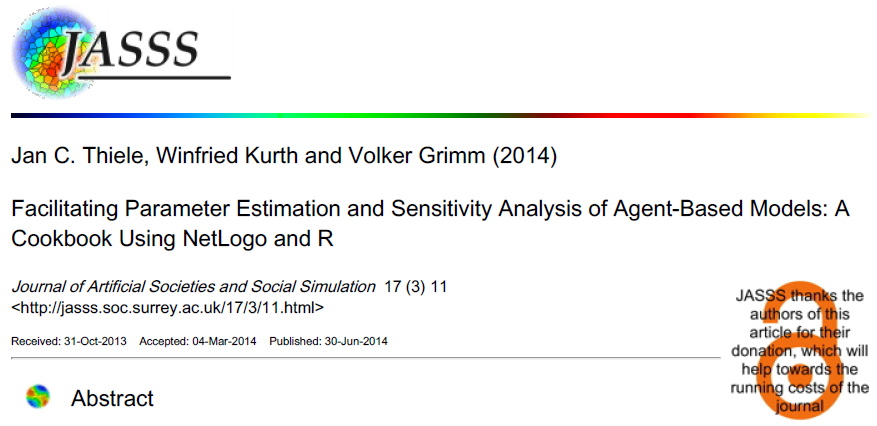 JASSS
Jan C. Thiele, Winfried Kurth and Volker Grimm (2014)
Facilitating Parameter Estimation and Sensitivity Analysis of Agent-Based Models: A
Cookbook Using NetLogo and R
Journal of Artificial Societies and Social Simulation 17 (3) 11
<http://jasss.soc.surrey.ac.uk/17/3/11.html>
Received: 31-Oct-2013 Accepted: 04-Mar-2014 Published: 30-Jun-2014
JASSS thanks the
authors of this
article for their
donation, which will
help towards the
running costs of the
journal
Abstract